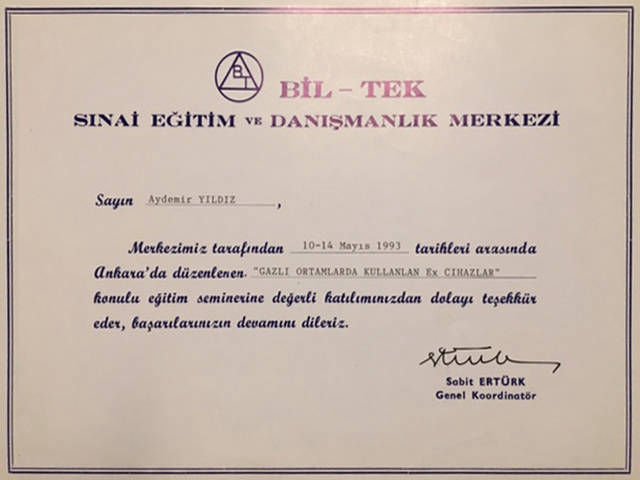 BİL - TEK
SINAİ EĞİTİM VE DANIŞMANLIK MERKEZİ
Sayın Aydemir YILDIZ ,
Merkezimiz tarafından 10-14 Mayıs 1993 tarihleri arasında
Ankara'da düzenlenen "GAZLI ORTAMLARDA KULLANLAN Ex CIHAZLAR"
konulu eğitim seminerine değerli katılımınızdan dolayı teşekkür
eder, başarılarınızın devamını dileriz.
Sabit ERTÜRK
Genel Koordinatör